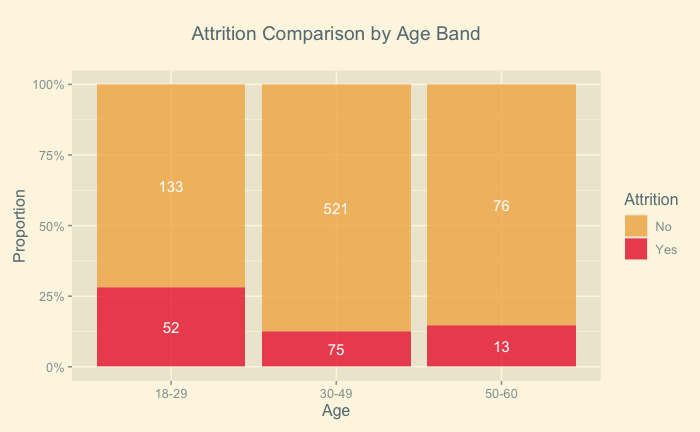 Attrition Comparison by Age Band
Proportion
100%
75%
50%
25%
0%
133
521
76
52
75
13
18-29
30-49
50-60
Age
Attrition
No
Yes